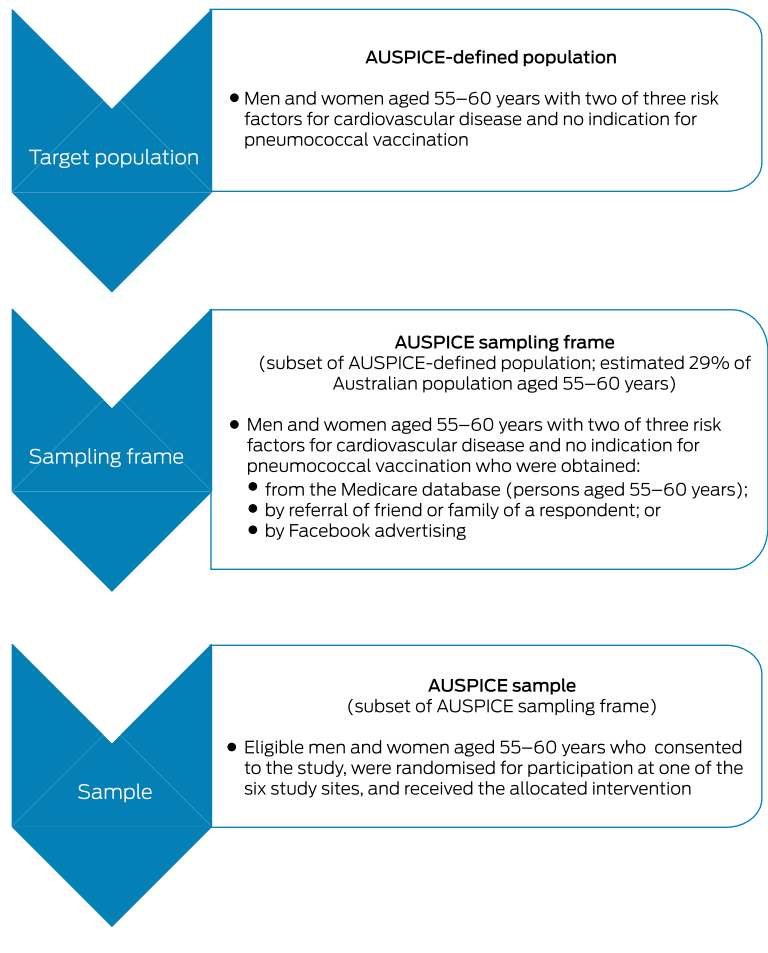 AUSPICE-defined population
• Men and women aged 55–60 years with two of three risk
factors for cardiovascular disease and no indication for
pneumococcal vaccination
Target population
AUSPICE sampling frame
(subset of AUSPICE-defined population; estimated 29% of
Australian population aged 55–60 years)
• Men and women aged 55–60 years with two of three risk
factors for cardiovascular disease and no indication for
pneumococcal vaccination who were obtained:
• from the Medicare database (persons aged 55–60 years);
• by referral of friend or family of a respondent; or
• by Facebook advertising
Sampling frame
AUSPICE sample
(subset of AUSPICE sampling frame)
• Eligible men and women aged 55–60 years who consented
to the study, were randomised for participation at one of the
six study sites, and received the allocated intervention
Sample